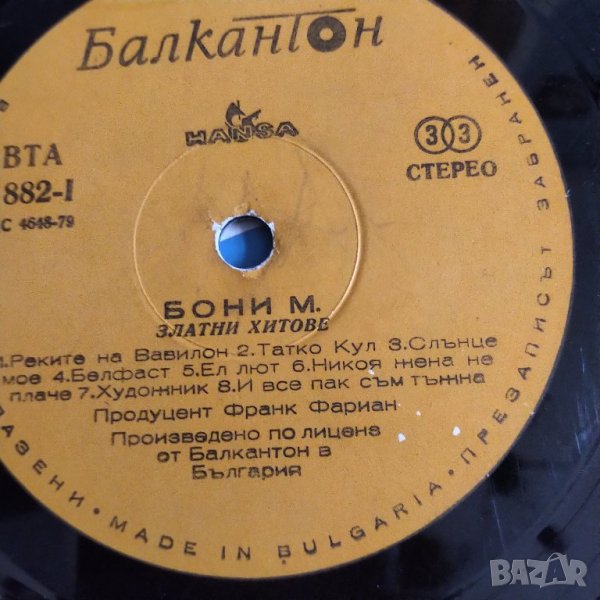 Балкантон
HANSA
ВТА
882-I
С 4648-79
33
СТЕРЕО
БОНИ М.
ЗЛАТНИ ХИТОВЕ
1.Реките на Вавилон 2. Татко Кул 3.Слънце
мое 4.Белфаст 5.Ел лют 6.Никоя жена не
плаче 7.Художник 8.И все пак съм тъжна
Продуцент Франк Фариан
Произведено по лиценз
от Балкантон в
България
• MADE IN BULGARIA • ПРЕЗАПИСЪТ ЗАБРАНЕН
BAZAR